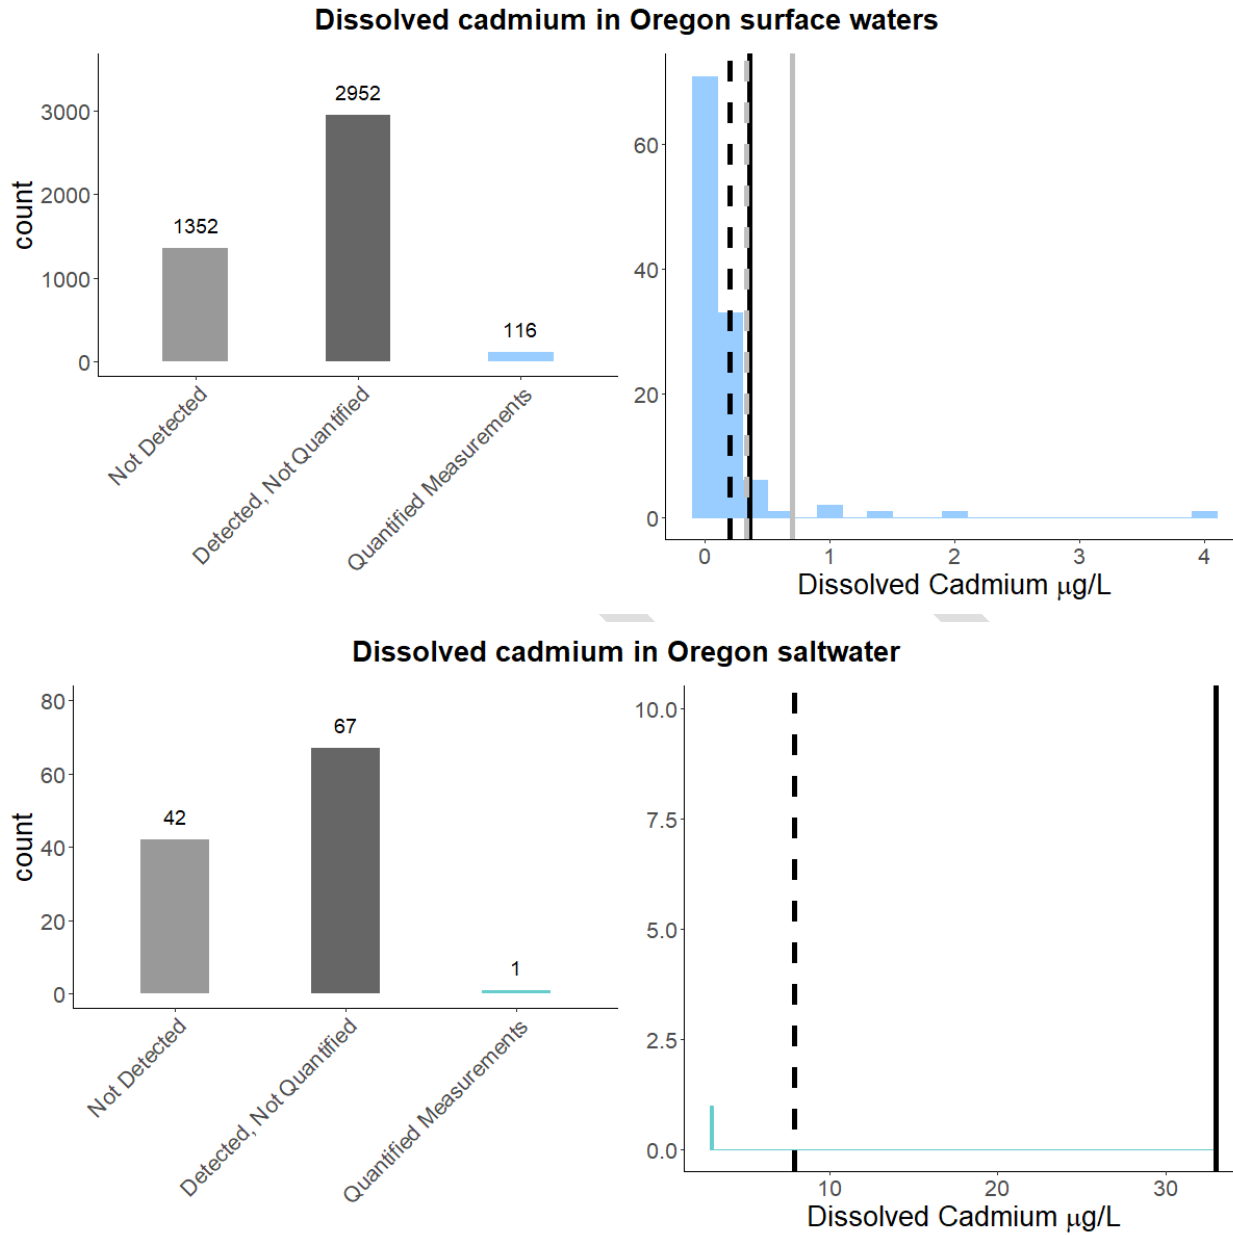 Dissolved cadmium in Oregon surface waters
count
3000
2000
1000
0
1352
2952
116
Not Detected
Detected, Not Quantified
Quantified Measurements
60
40
20
0
0 1 2 3 4
Dissolved Cadmium μg/L
Dissolved cadmium in Oregon saltwater
count
80
60
40
20
0
42
67
1
Not Detected
Detected, Not Quantified
Quantified Measurements
10.0
7.5
5.0
2.5
0.0
10 20 30
Dissolved Cadmium μg/L